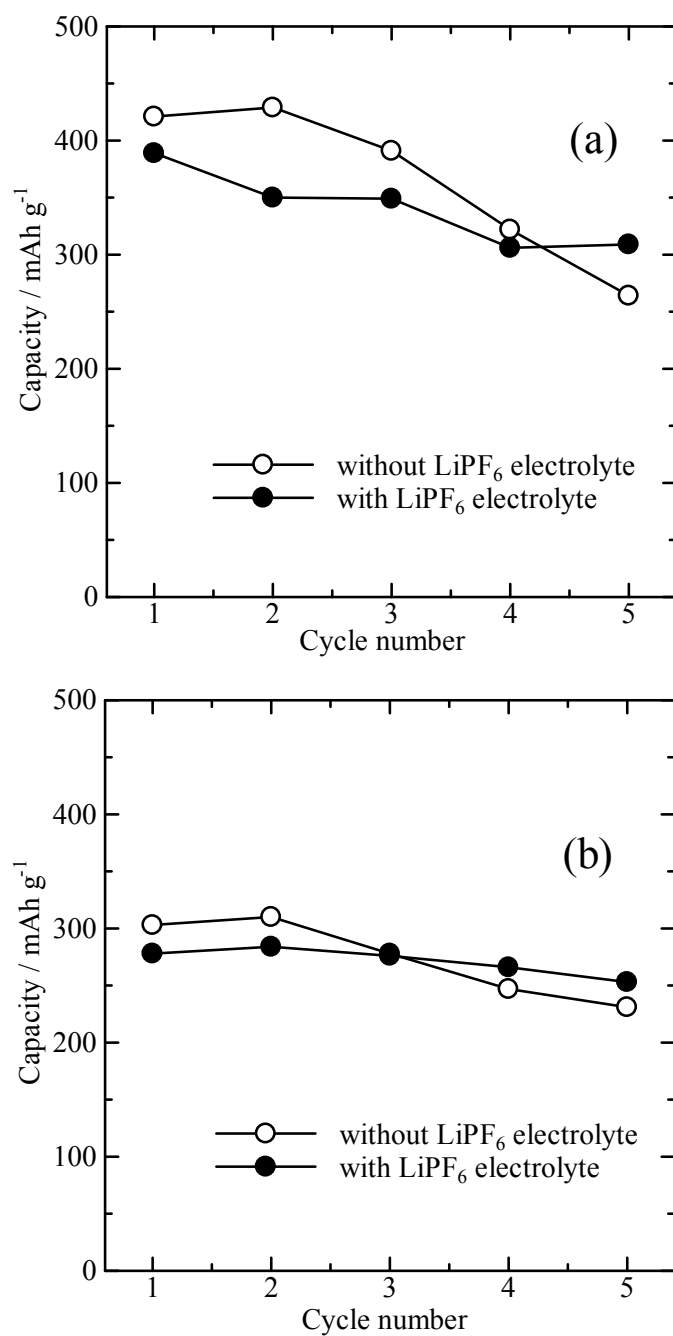 500
400
300
200
100
0
Capacity / mAh g⁻¹
(a)
without LiPF₆ electrolyte
with LiPF₆ electrolyte
1 2 3 4 5
Cycle number
500
400
300
200
100
0
Capacity / mAh g⁻¹
(b)
without LiPF₆ electrolyte
with LiPF₆ electrolyte
1 2 3 4 5
Cycle number